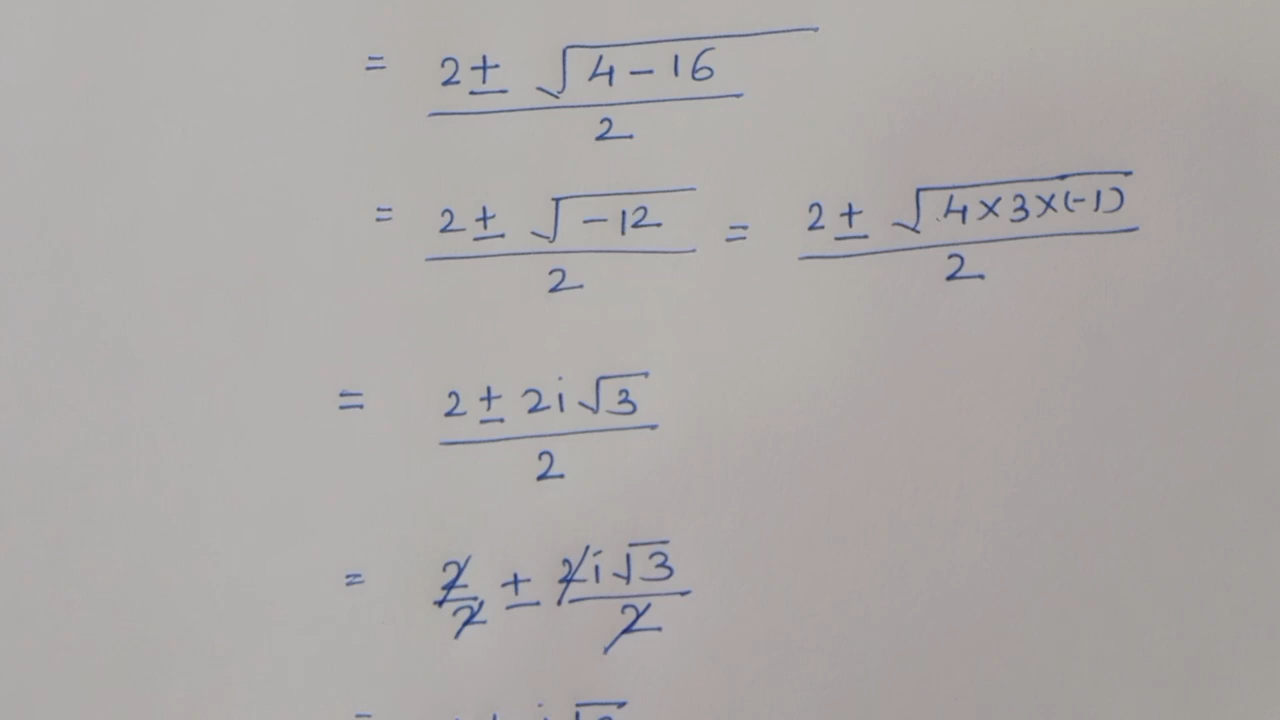 = (2 ± √(4 - 16)) / 2
= (2 ± √(-12)) / 2 = (2 ± √(4×3×(-1))) / 2
= (2 ± 2i√3) / 2
= 2/2 ± 2i√3/2